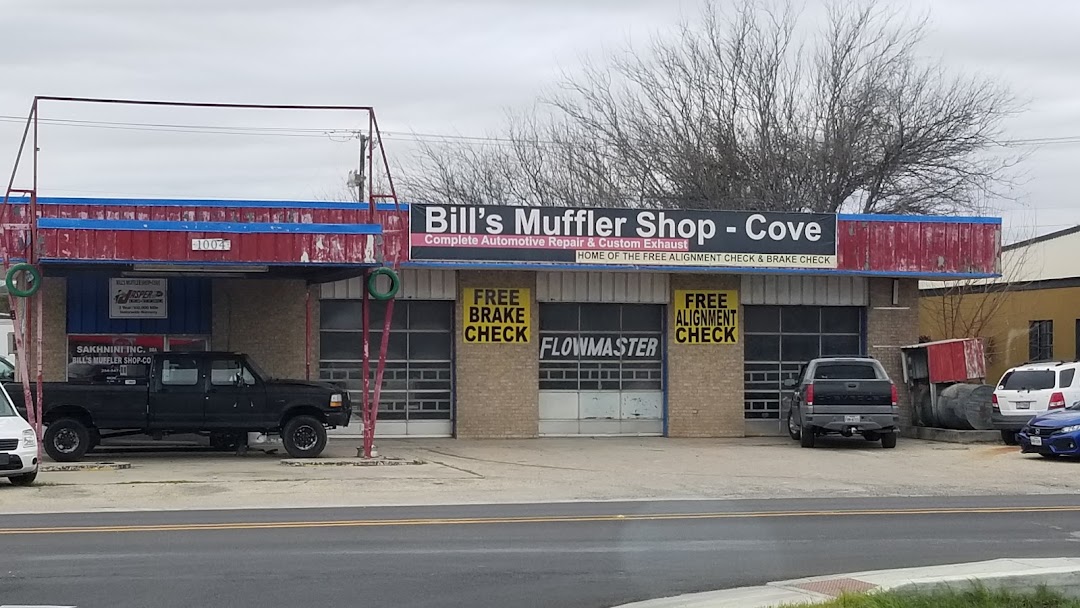 Bill's Muffler Shop - Cove
Complete Automotive Repair & Custom Exhaust
HOME OF THE FREE ALIGNMENT CHECK & BRAKE CHECK
1004
JASPER
FREE
BRAKE
CHECK
FLOWMASTER
FREE
ALIGNMENT
CHECK
SAKHNINI INC.
BILL'S MUFFLER SHOP-CO